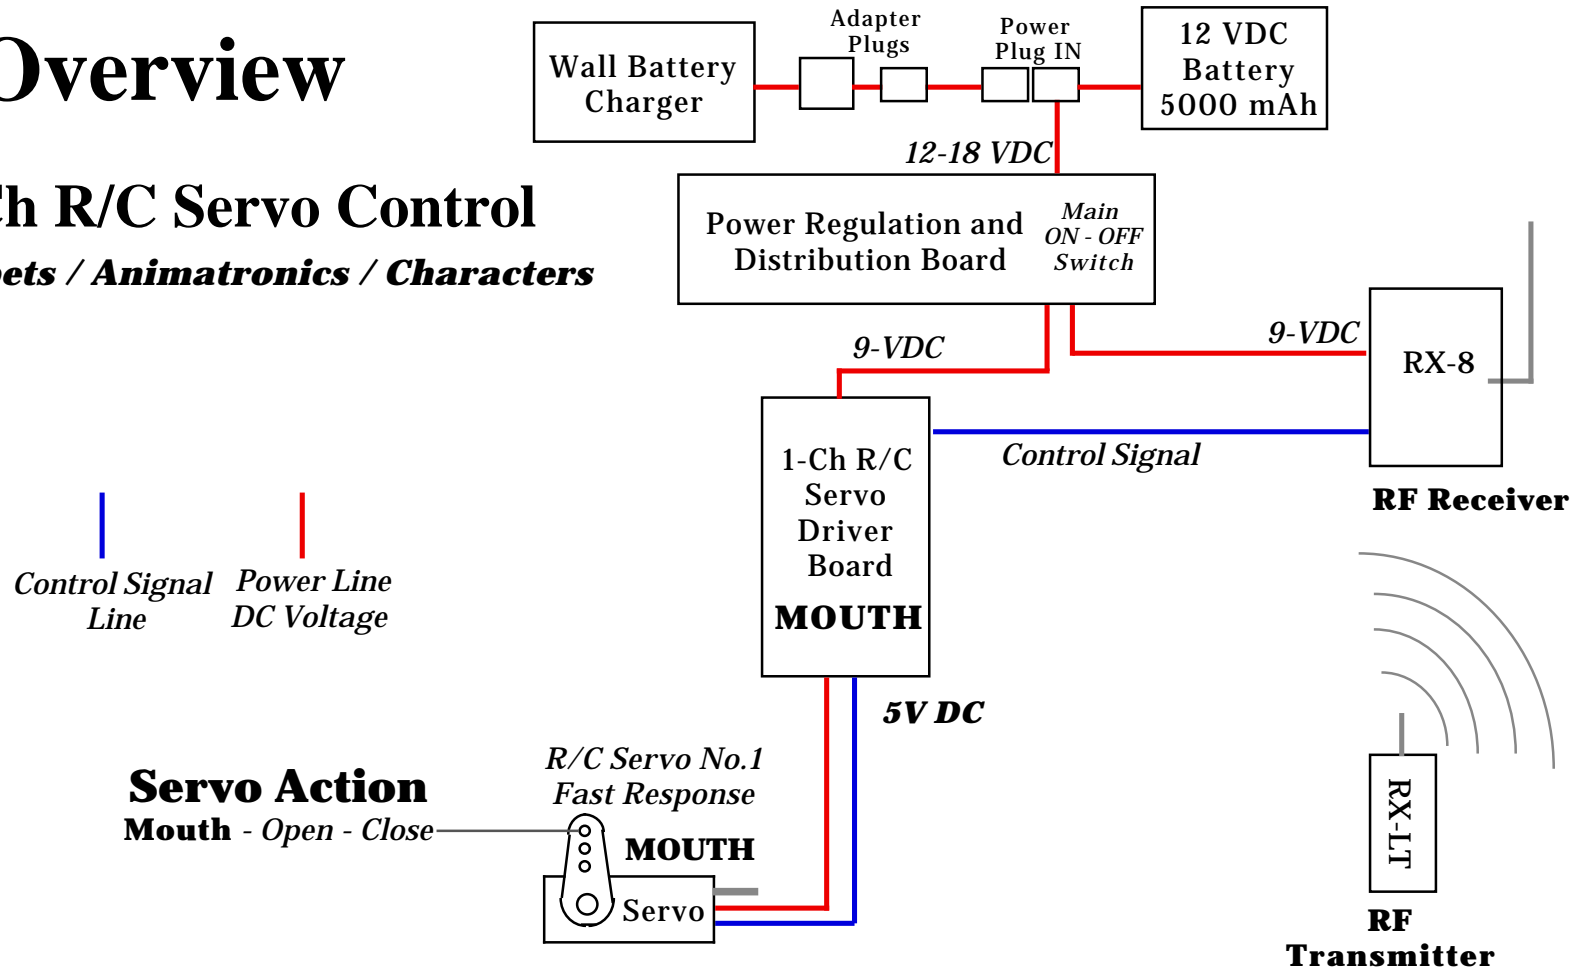 Overview
Ch R/C Servo Control
ets / Animatronics / Characters
Wall Battery
Charger
Adapter
Plugs
Power
Plug IN
12 VDC
Battery
5000 mAh
12-18 VDC
Power Regulation and
Distribution Board
Main
ON - OFF
Switch
9-VDC
9-VDC
RX-8
RF Receiver
Control Signal
1-Ch R/C
Servo
Driver
Board
MOUTH
Control Signal
Line
Power Line
DC Voltage
5V DC
R/C Servo No.1
Fast Response
MOUTH
Servo
Servo Action
Mouth - Open - Close
RX-LT
RF
Transmitter